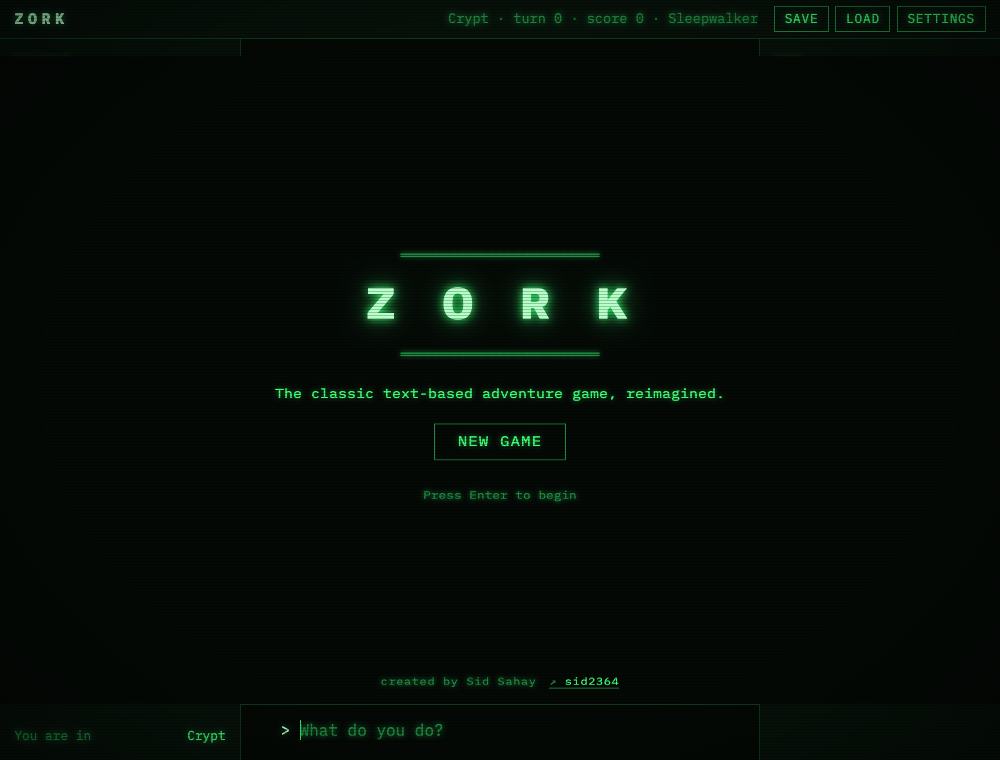 ZORK
Crypt · turn 0 · score 0 · Sleepwalker
SAVE
LOAD
SETTINGS
ZORK
The classic text-based adventure game, reimagined.
NEW GAME
Press Enter to begin
created by Sid Sahay ↗ sid2364
You are in Crypt
> What do you do?